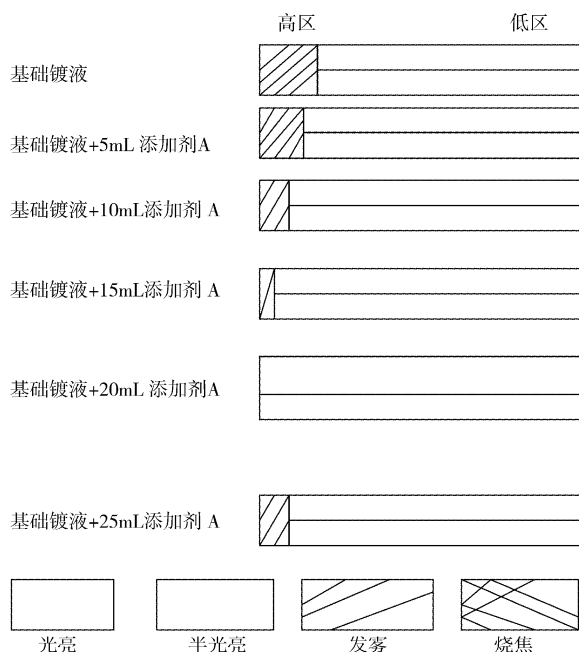 高区 低区
基础镀液
基础镀液+5mL 添加剂A
基础镀液+10mL添加剂 A
基础镀液+15mL添加剂 A
基础镀液+20mL 添加剂A
基础镀液+25mL添加剂 A
光亮 半光亮 发雾 烧焦